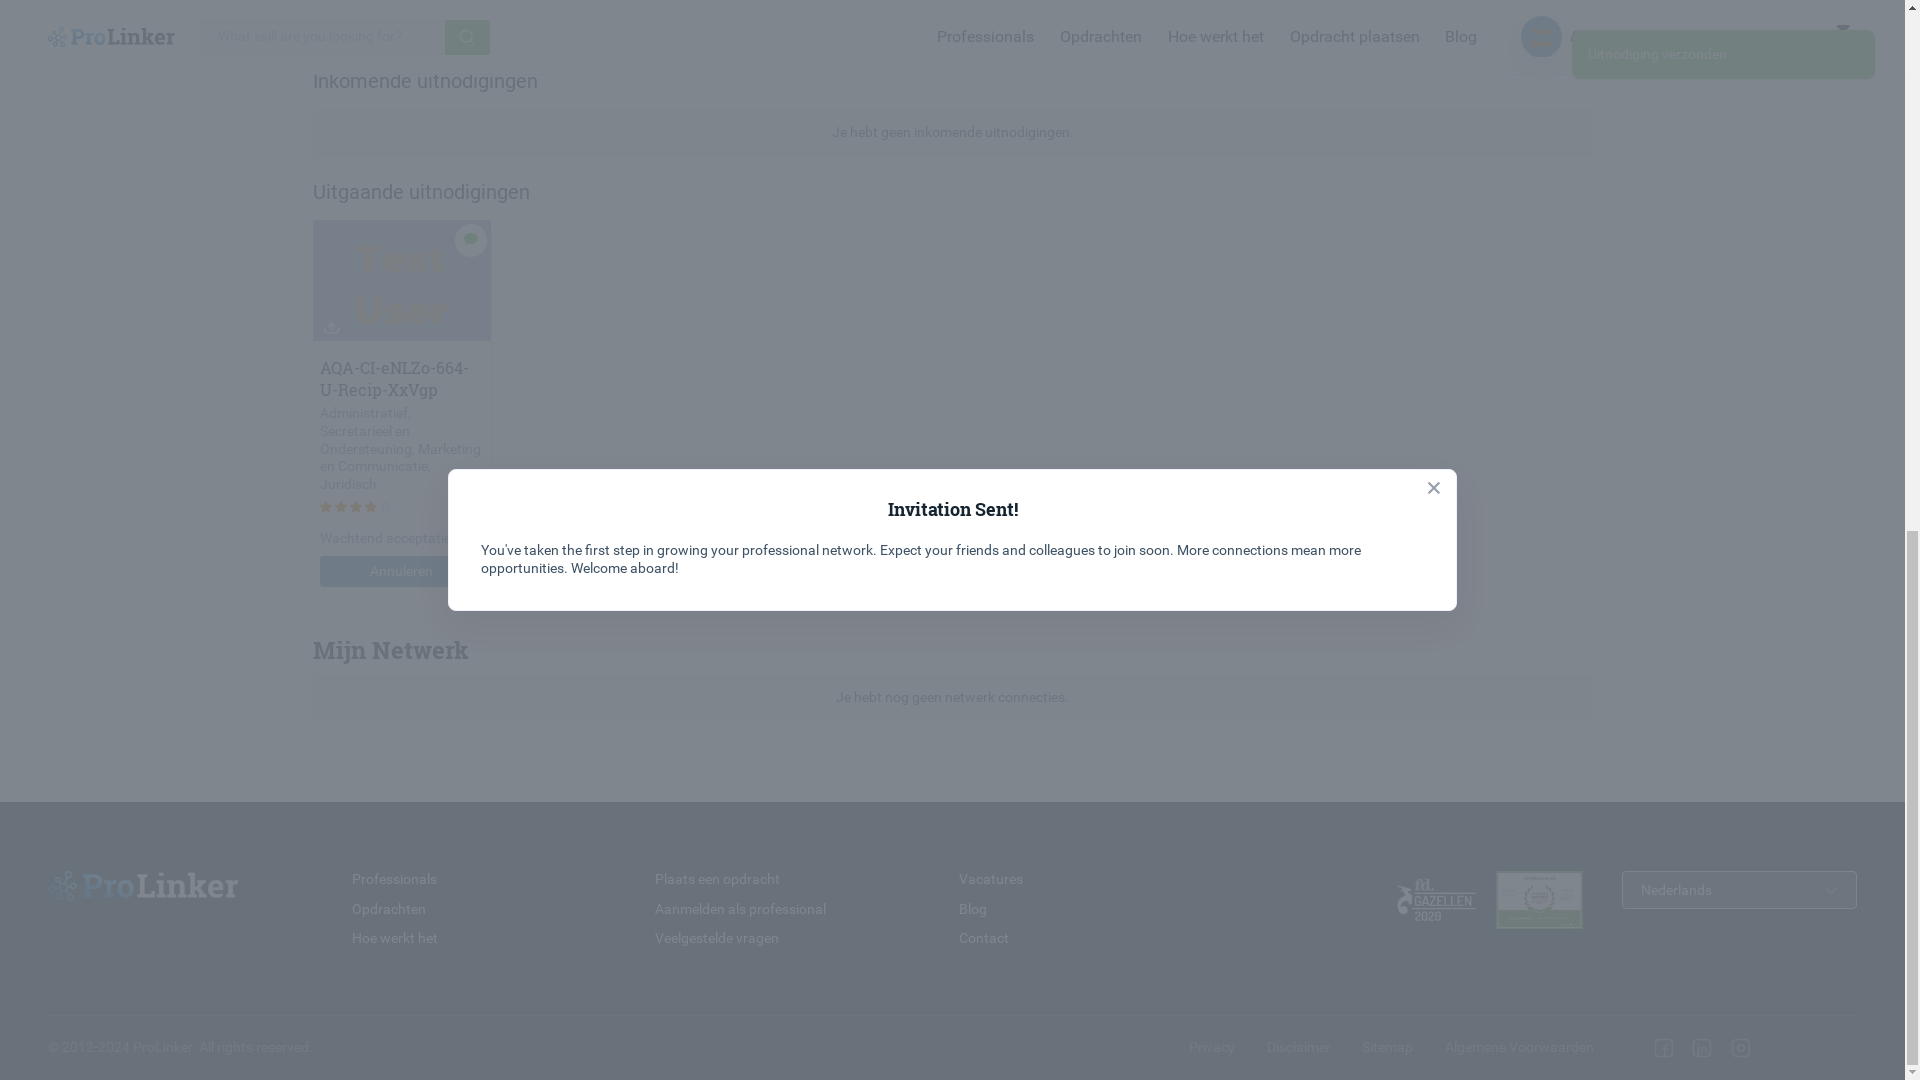 ProLinker
What skill are you looking for?
Professionals
Opdrachten
Hoe werkt het
Opdracht plaatsen
Blog
Uitnodiging verzonden
Inkomende uitnodigingen
Je hebt geen inkomende uitnodigingen.
Uitgaande uitnodigingen
Test
User
AQA-CI-eNLZo-664-
U-Recip-XxVgp
Administratief,
Secretarieel en
Ondersteuning, Marketing
en Communicatie,
Juridisch
Wachtend acceptatie
Annuleren
Invitation Sent!
You've taken the first step in growing your professional network. Expect your friends and colleagues to join soon. More connections mean more
opportunities. Welcome aboard!
Mijn Netwerk
Je hebt nog geen netwerk connecties.
ProLinker
Professionals
Opdrachten
Hoe werkt het
Plaats een opdracht
Aanmelden als professional
Veelgestelde vragen
Vacatures
Blog
Contact
fd.
GAZELLEN
2020
Nederlands
© 2012-2024 ProLinker. All rights reserved.
Privacy
Disclaimer
Sitemap
Algemene Voorwaarden